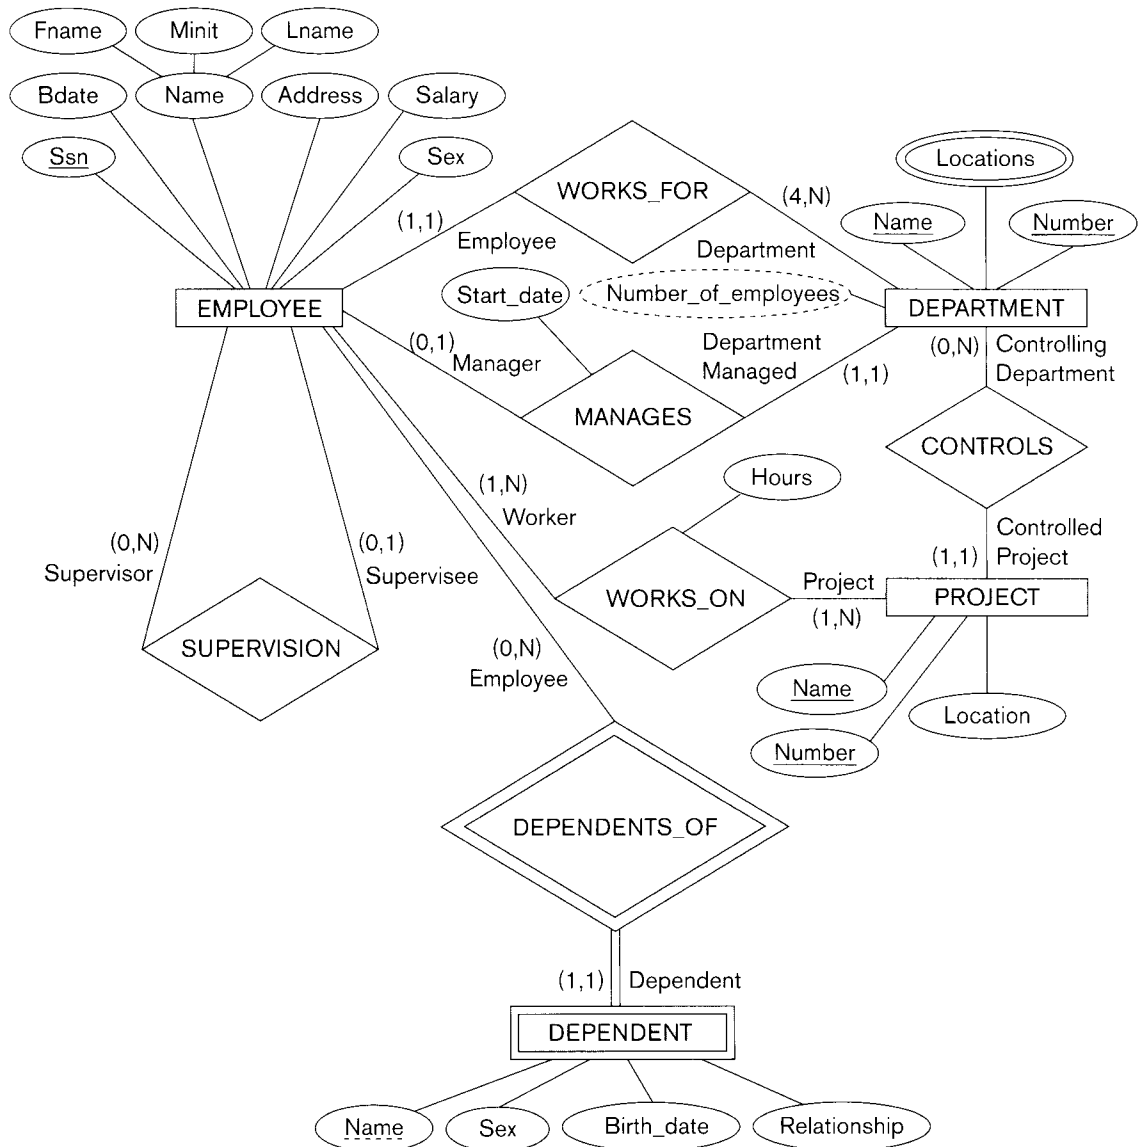 Fname
Minit
Lname
Bdate
Name
Address
Salary
Ssn
Sex
WORKS_FOR
Locations
(1,1)
Employee
(4,N)
Department
Name
Number
Start_date
Number_of_employees
EMPLOYEE
DEPARTMENT
(0,1)
Manager
Department
Managed
(1,1)
(0,N)
Controlling
Department
MANAGES
CONTROLS
Hours
(1,N)
Worker
(0,N)
Supervisor
(0,1)
Supervisee
Controlled
Project
(1,1)
WORKS_ON
Project
(1,N)
PROJECT
SUPERVISION
(0,N)
Employee
Name
Location
Number
DEPENDENTS_OF
(1,1)
Dependent
DEPENDENT
Name
Sex
Birth_date
Relationship